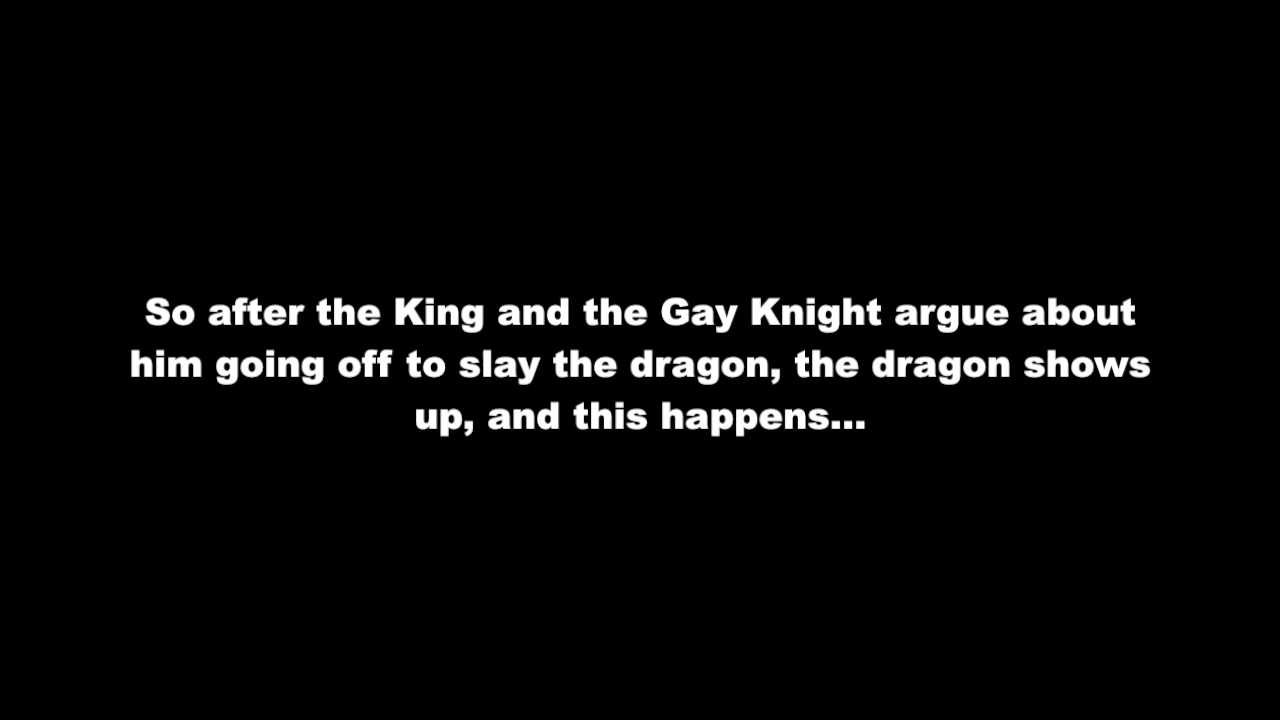 So after the King and the Gay Knight argue about
him going off to slay the dragon, the dragon shows
up, and this happens...